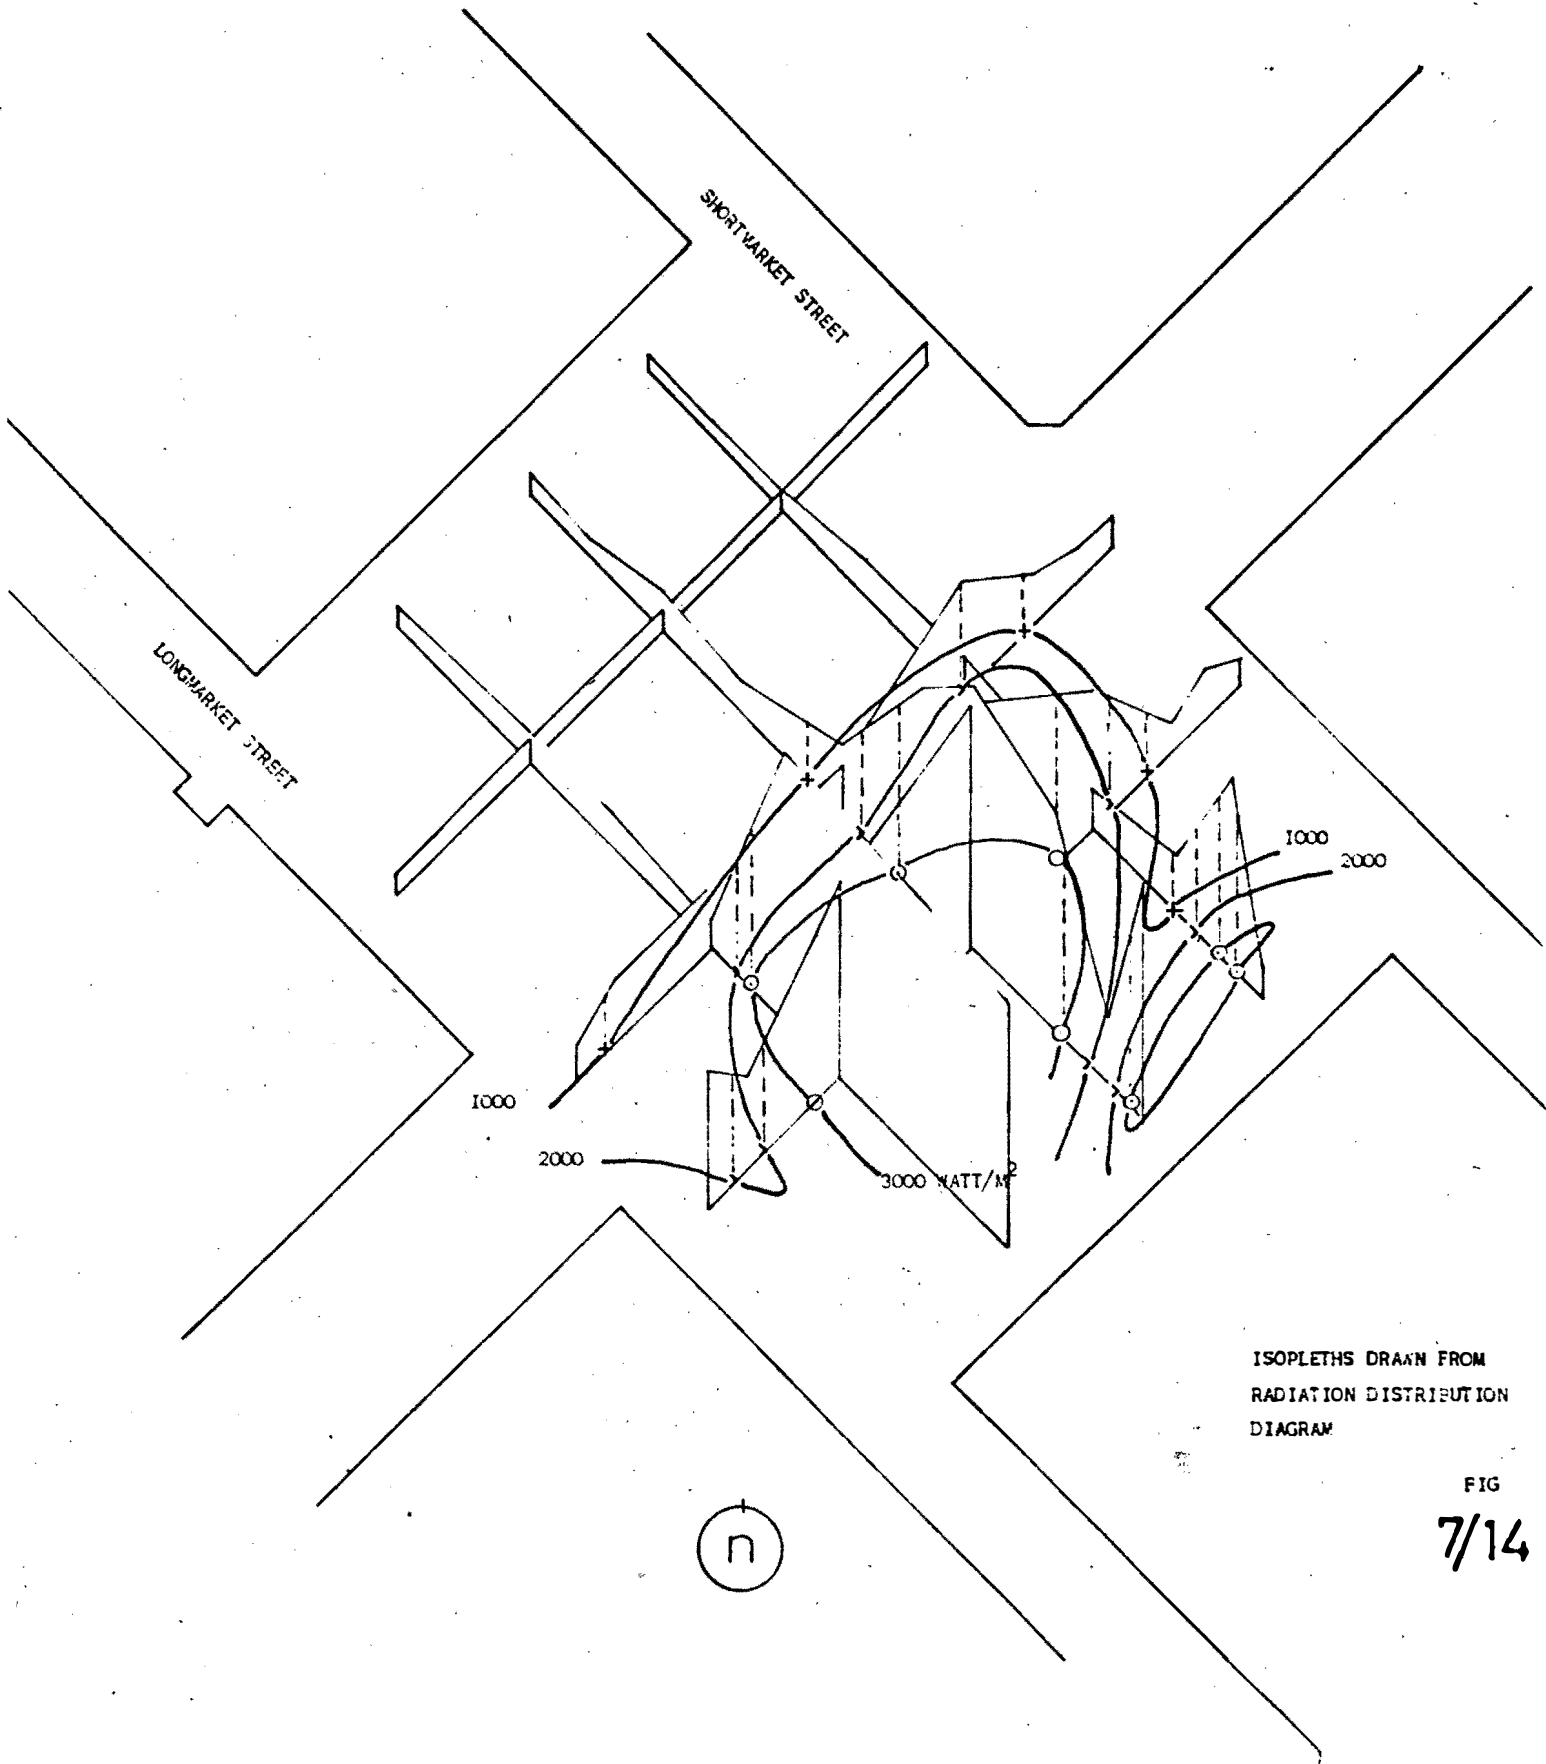 SHORTMARKET STREET
LONGMARKET STREET
1000
2000
1000
2000
3000 WATT/M²
ISOPLETHS DRAWN FROM
RADIATION DISTRIBUTION
DIAGRAM
FIG
7/14
n